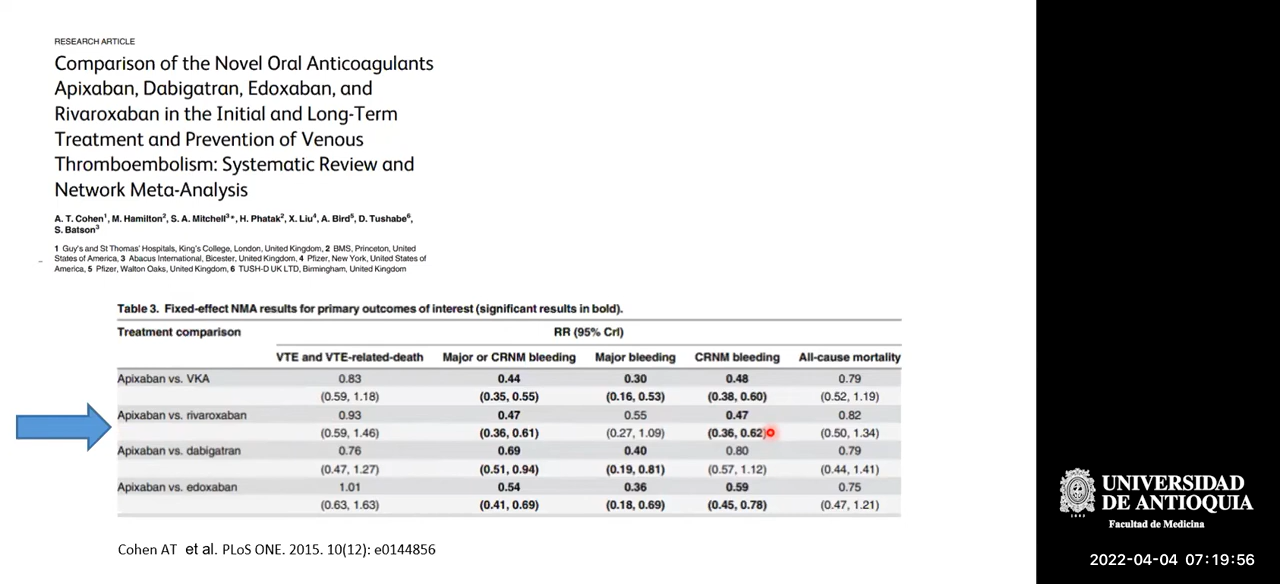 RESEARCH ARTICLE
Comparison of the Novel Oral Anticoagulants
Apixaban, Dabigatran, Edoxaban, and
Rivaroxaban in the Initial and Long-Term
Treatment and Prevention of Venous
Thromboembolism: Systematic Review and
Network Meta-Analysis
A. T. Cohen1, M. Hamilton2, S. A. Mitchell3*, H. Phatak2, X. Liu4, A. Bird5, D. Tushabe6,
S. Batson3
1 Guy's and St Thomas' Hospitals, King's College, London, United Kingdom, 2 BMS, Princeton, United
States of America, 3 Abacus International, Bicester, United Kingdom, 4 Pfizer, New York, United States of
America, 5 Pfizer, Walton Oaks, United Kingdom, 6 TUSH-D UK LTD, Birmingham, United Kingdom
Table 3. Fixed-effect NMA results for primary outcomes of interest (significant results in bold).
Treatment comparison RR (95% CrI)
VTE and VTE-related-death Major or CRNM bleeding Major bleeding CRNM bleeding All-cause mortality
Apixaban vs. VKA 0.83 0.44 0.30 0.48 0.79
(0.59, 1.18) (0.35, 0.55) (0.16, 0.53) (0.38, 0.60) (0.52, 1.19)
Apixaban vs. rivaroxaban 0.93 0.47 0.55 0.47 0.82
(0.59, 1.46) (0.36, 0.61) (0.27, 1.09) (0.36, 0.62) (0.50, 1.34)
Apixaban vs. dabigatran 0.76 0.69 0.40 0.80 0.79
(0.47, 1.27) (0.51, 0.94) (0.19, 0.81) (0.57, 1.12) (0.44, 1.41)
Apixaban vs. edoxaban 1.01 0.54 0.36 0.59 0.75
(0.63, 1.63) (0.41, 0.69) (0.18, 0.69) (0.45, 0.78) (0.47, 1.21)
Cohen AT et al. PLoS ONE. 2015. 10(12): e0144856
UNIVERSIDAD
DE ANTIOQUIA
Facultad de Medicina
2022-04-04 07:19:56